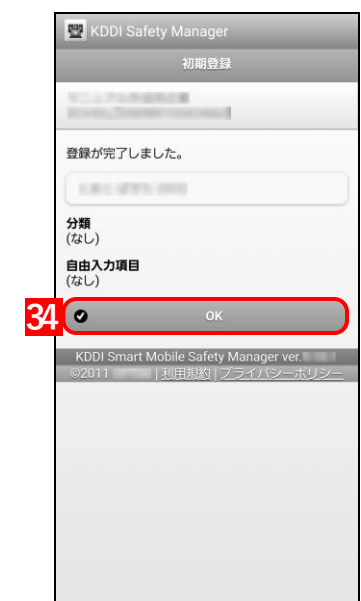 KDDI Safety Manager
初期登録
登録が完了しました。
分類
(なし)
自由入力項目
(なし)
34
OK
KDDI Smart Mobile Safety Manager ver.
©2011 | 利用規約 | プライバシーポリシー